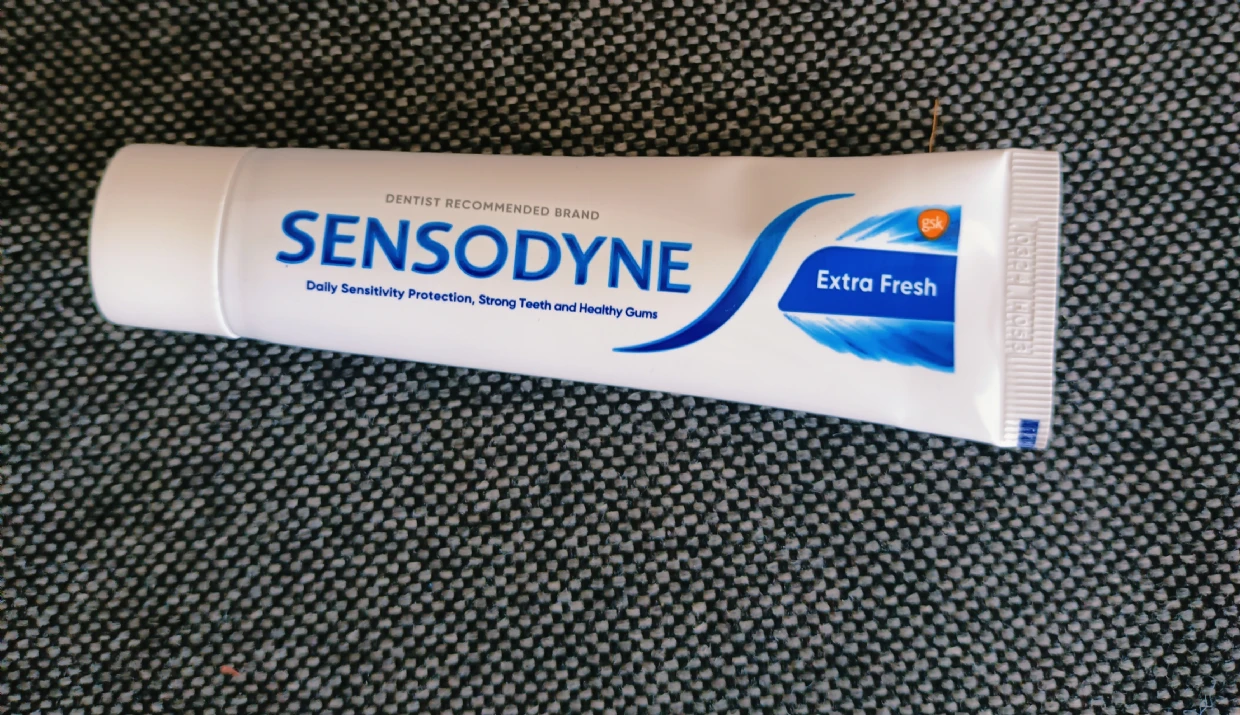 DENTIST RECOMMENDED BRAND
SENSODYNE
Daily Sensitivity Protection, Strong Teeth and Healthy Gums
gsk
Extra Fresh